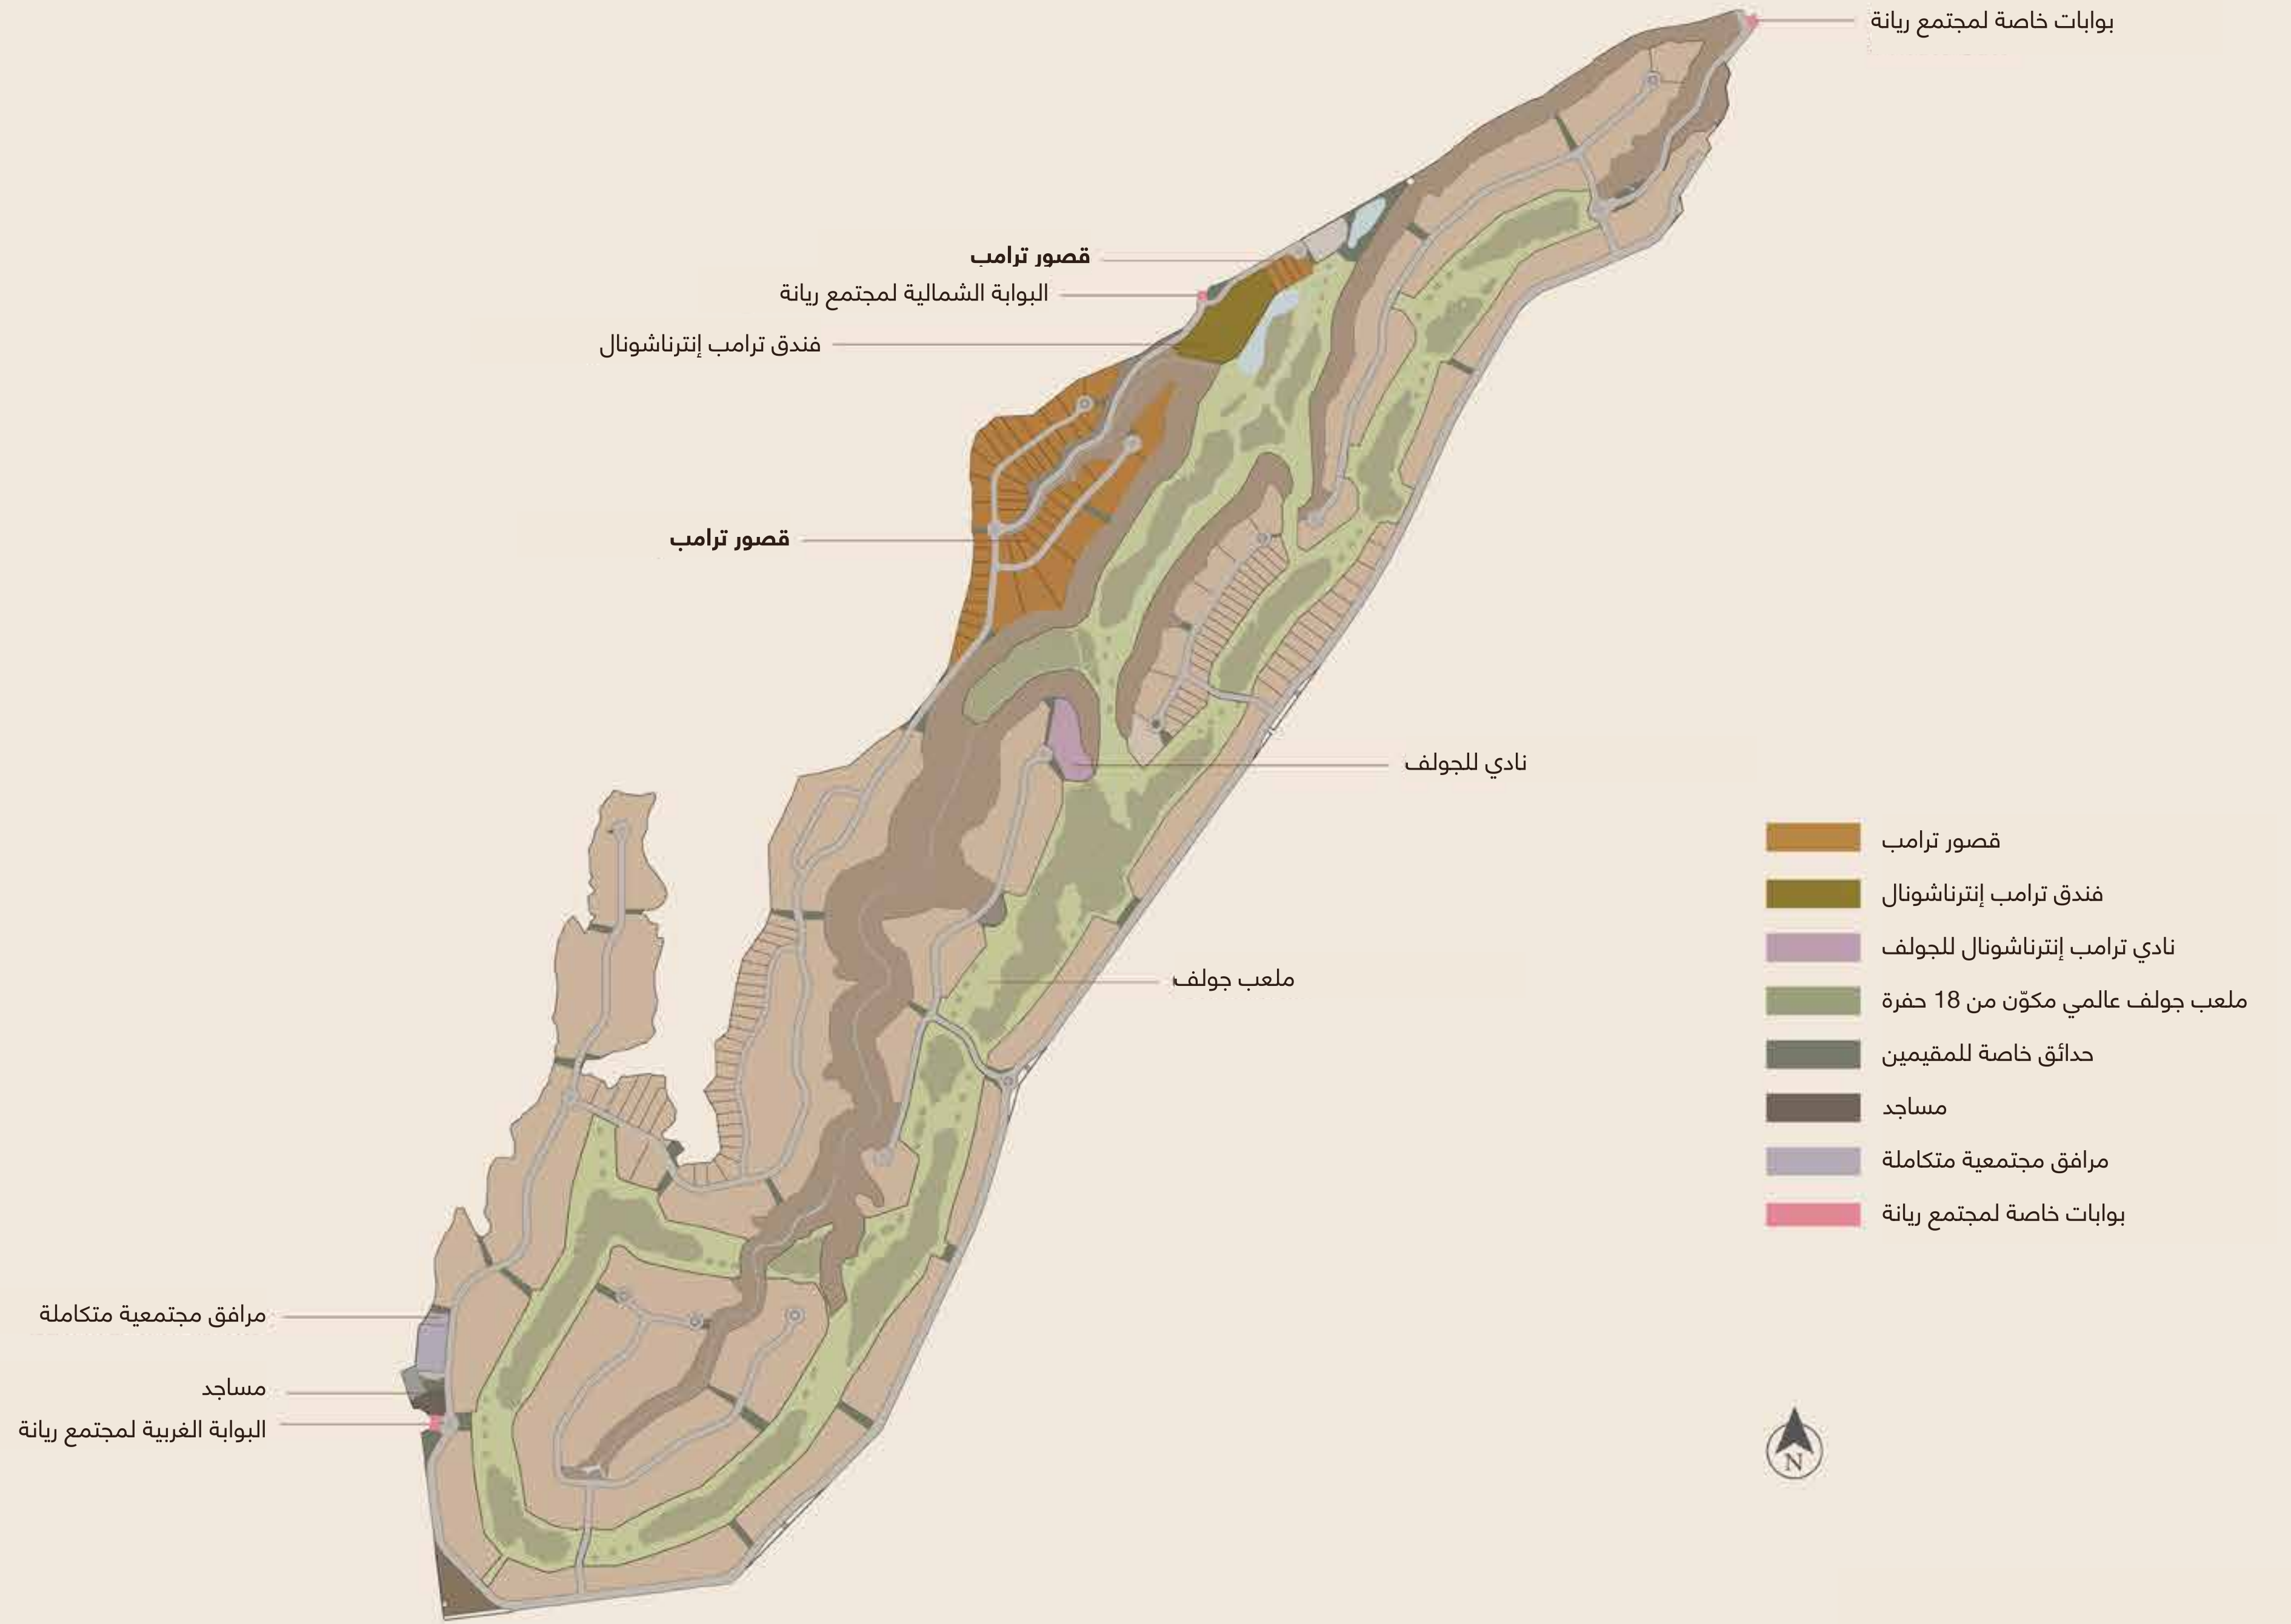 بوابات خاصة لمجتمع ريانة
قصور ترامب
البوابة الشمالية لمجتمع ريانة
فندق ترامب إنترناشونال
قصور ترامب
نادي للجولف
ملعب جولف
قصور ترامب
فندق ترامب إنترناشونال
نادي ترامب إنترناشونال للجولف
ملعب جولف عالمي مكوّن من 18 حفرة
حدائق خاصة للمقيمين
مساجد
مرافق مجتمعية متكاملة
بوابات خاصة لمجتمع ريانة
مرافق مجتمعية متكاملة
مساجد
البوابة الغربية لمجتمع ريانة
N